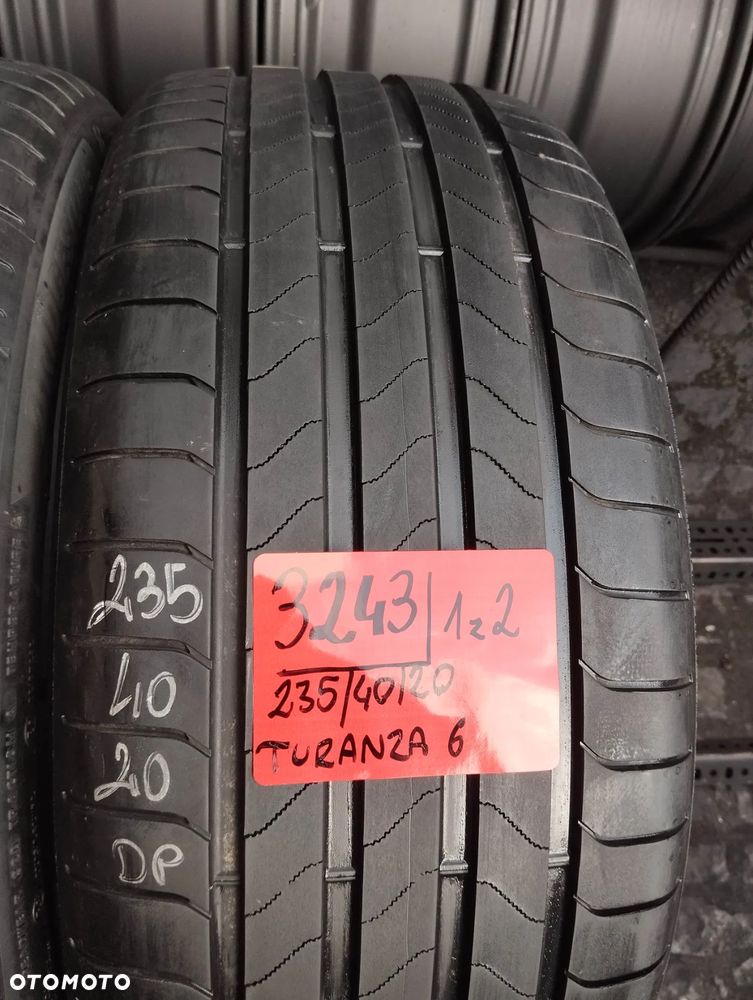 235
40
20
DP
3243 1z2
235/40/20
TURANZA 6
OTOMOTO